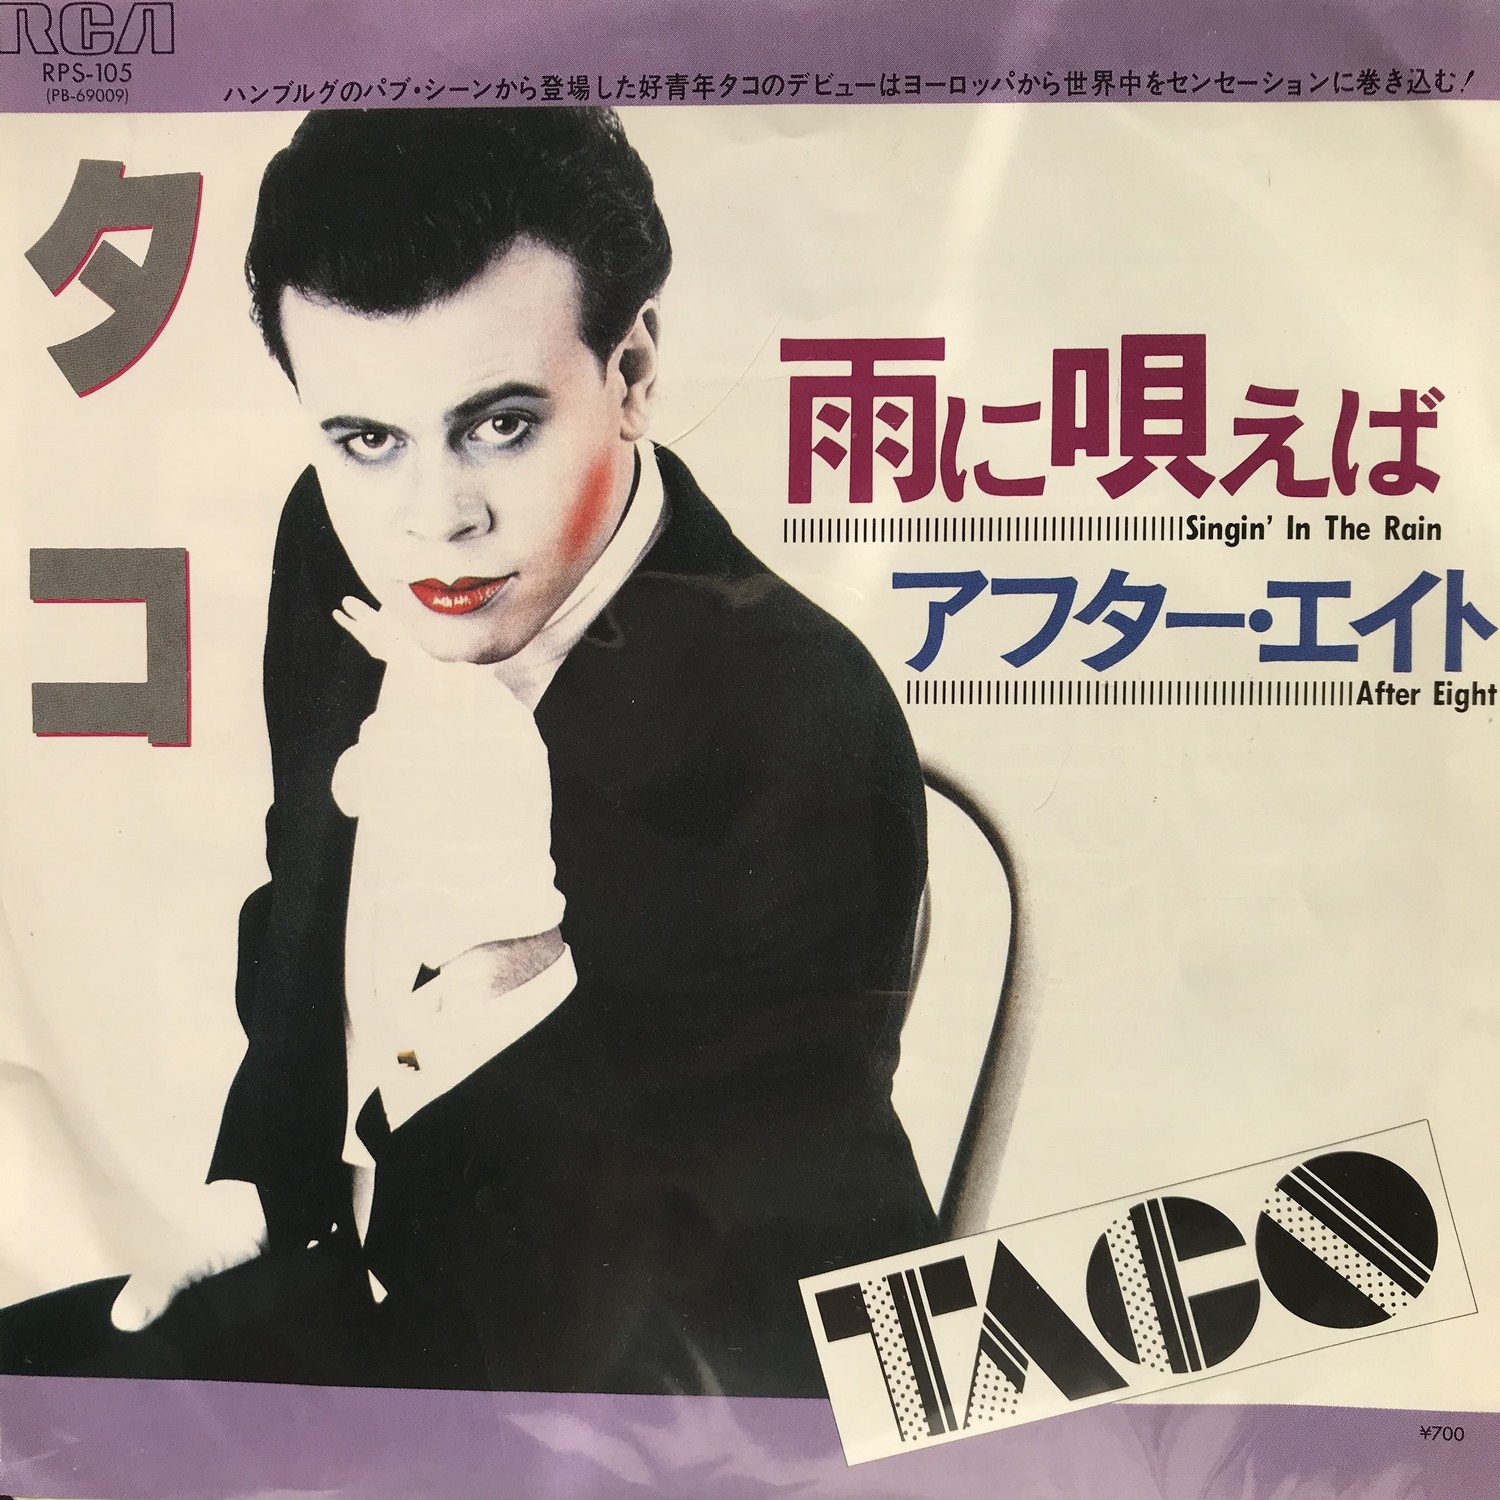 RCA
RPS-105
(PB-69009)
ハンブルグのパブ・シーンから登場した好青年タコのデビューはヨーロッパから世界中をセンセーションに巻き込む!
タコ
雨に唄えば
Singin' In The Rain
アフター・エイト
After Eight
TACO
¥700